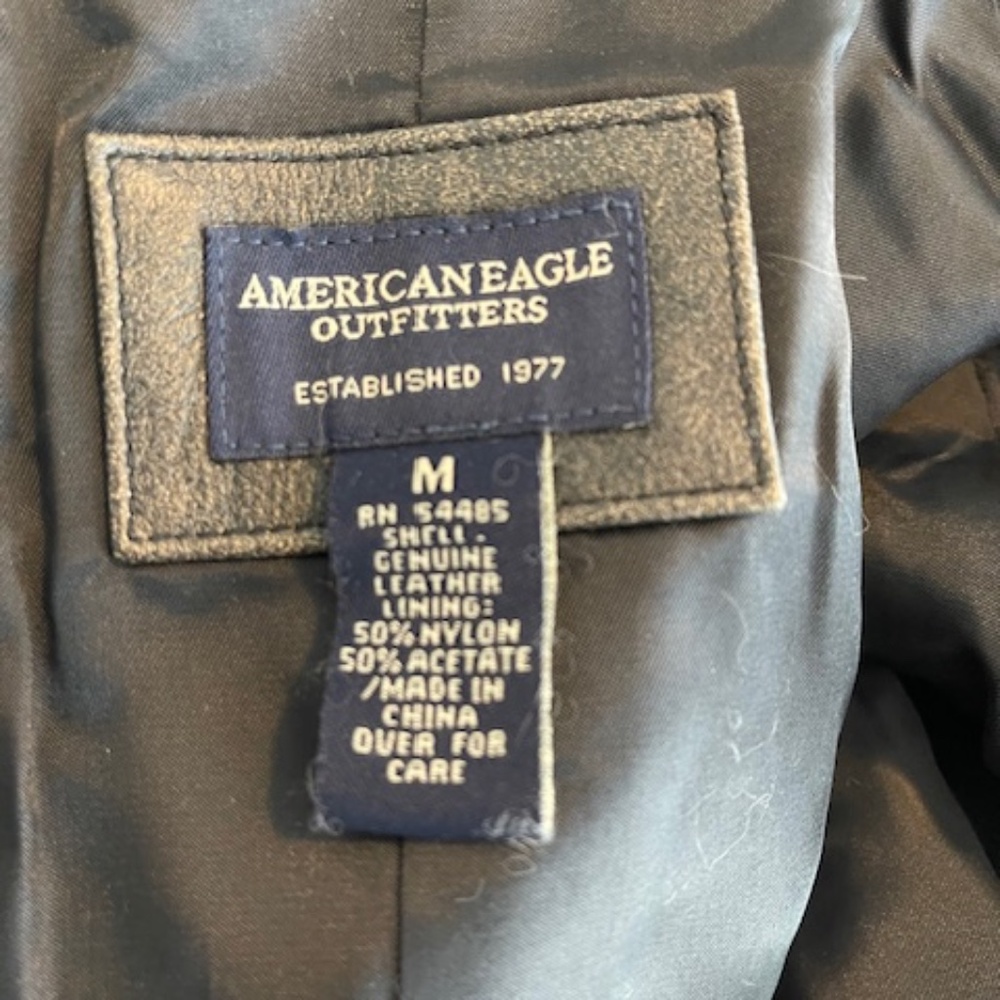 AMERICAN EAGLE
OUTFITTERS
ESTABLISHED 1977
M
RN 54485
SHELL-
GENUINE
LEATHER
LINING:
50% NYLON
50% ACETATE
/MADE IN
CHINA
OVER FOR
CARE